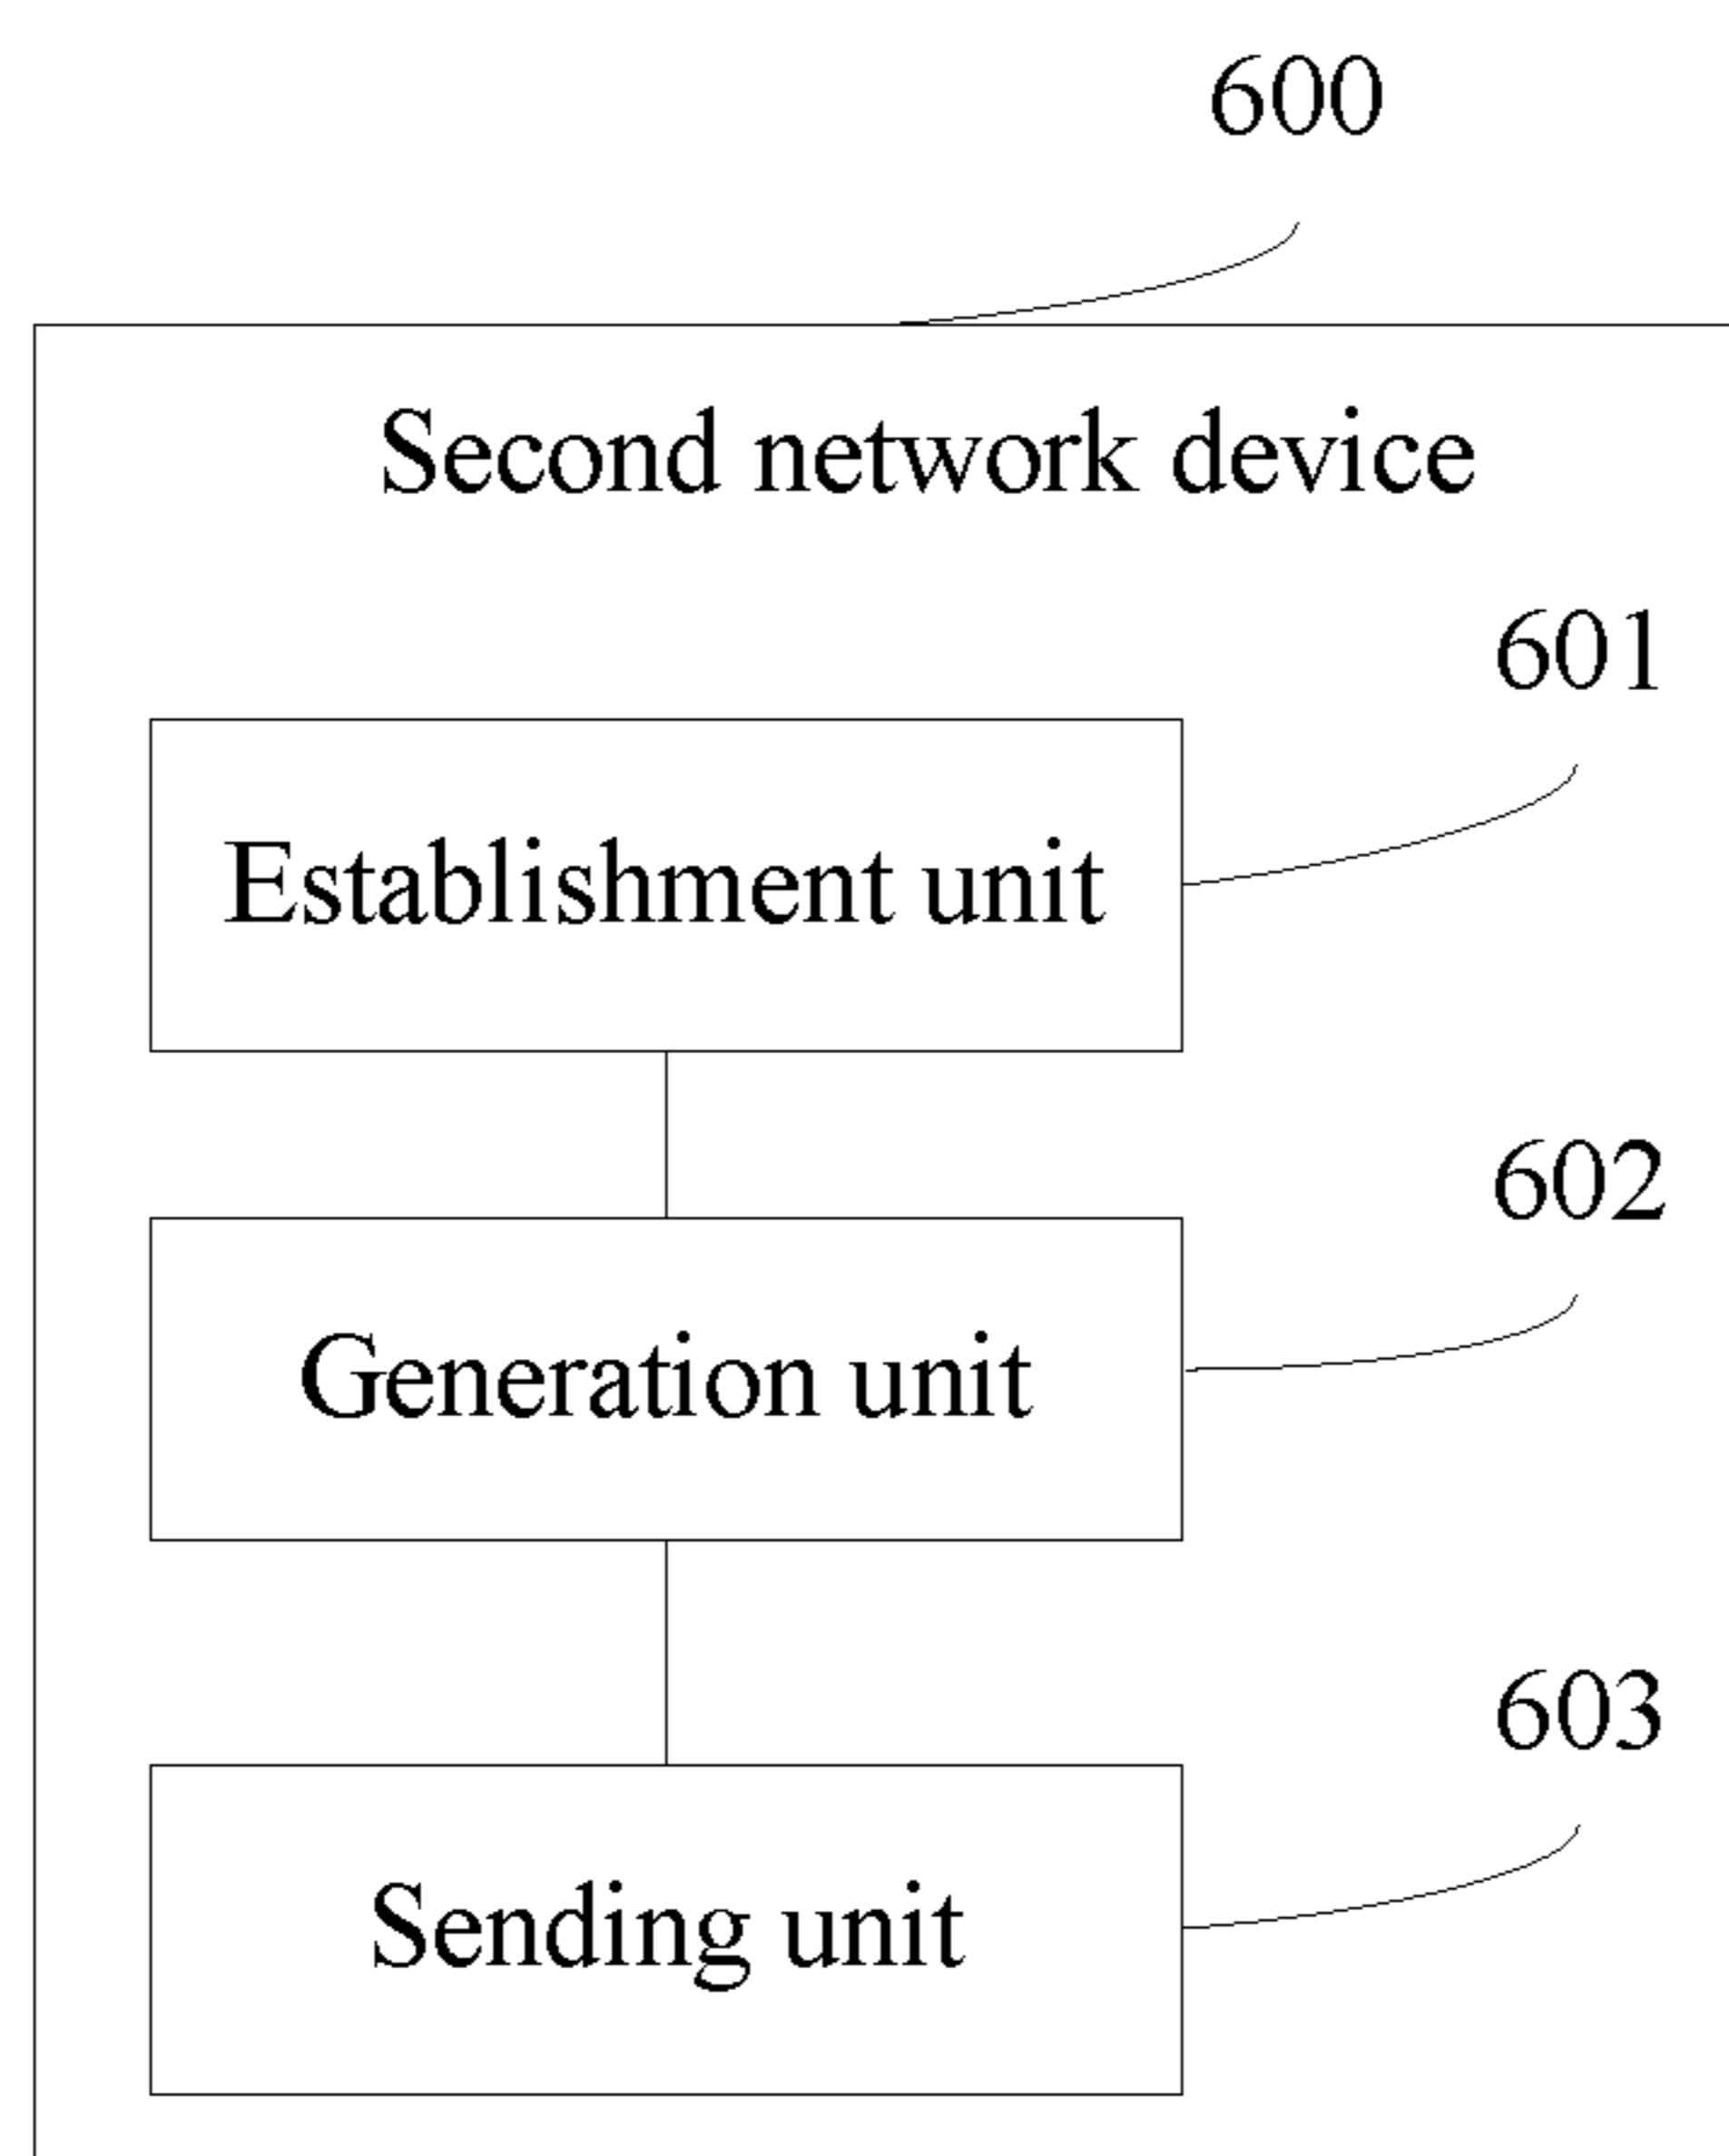 600
Second network device
601
Establishment unit
602
Generation unit
603
Sending unit